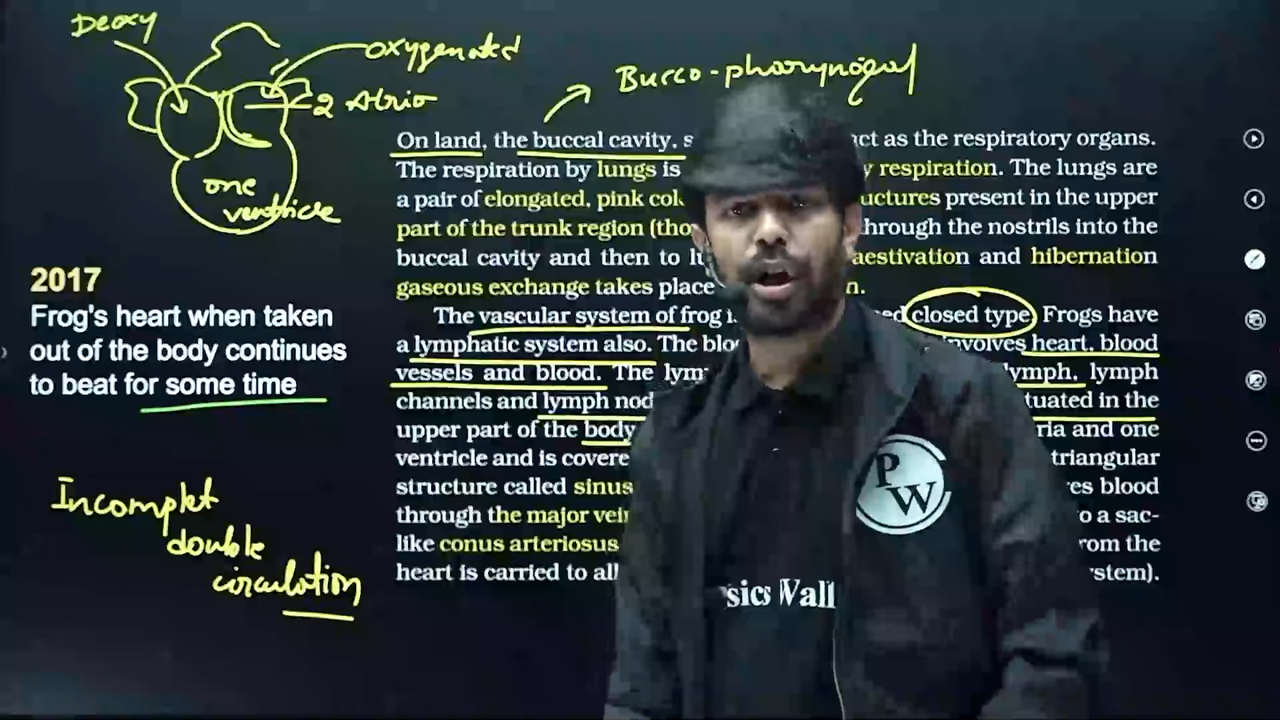 Deoxy
oxygenated
2 Atria
one
ventricle
Bucco-pharyngeal
2017
Frog's heart when taken
out of the body continues
to beat for some time
Incomplet
double
circulation
On land, the buccal cavity, s act as the respiratory organs.
The respiration by lungs is y respiration. The lungs are
a pair of elongated, pink col uctures present in the upper
part of the trunk region (tho through the nostrils into the
buccal cavity and then to lu aestivation and hibernation
gaseous exchange takes place n.
The vascular system of frog i ed closed type. Frogs have
a lymphatic system also. The bloo involves heart, blood
vessels and blood. The lym lymph, lymph
channels and lymph nod tuated in the
upper part of the body ria and one
ventricle and is covere triangular
structure called sinus es blood
through the major vei o a sac-
like conus arteriosus rom the
heart is carried to all stem).
PW
sics Wall